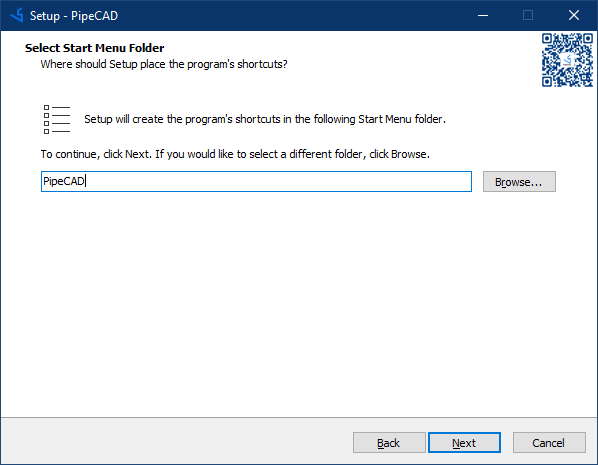 Setup - PipeCAD
Select Start Menu Folder
Where should Setup place the program's shortcuts?
Setup will create the program's shortcuts in the following Start Menu folder.
To continue, click Next. If you would like to select a different folder, click Browse.
PipeCAD
Browse...
Back
Next
Cancel